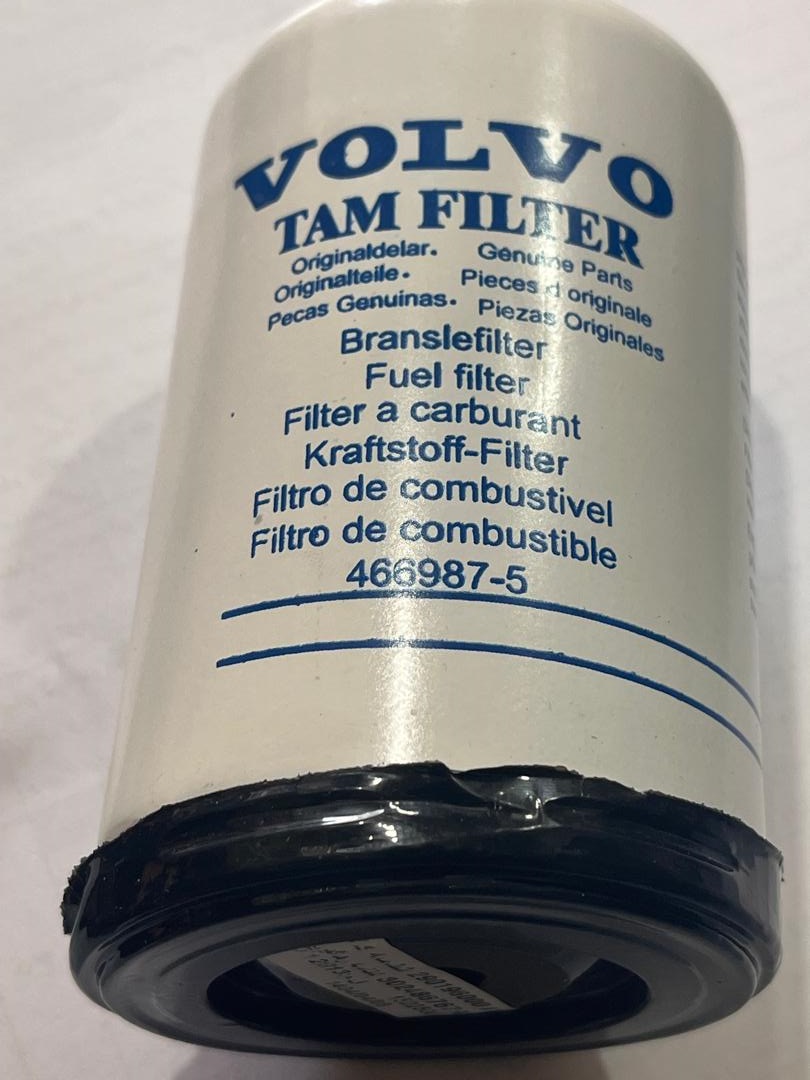 VOLVO
TAM FILTER
Originaldelar. Genuine Parts
Originalteile. Pieces d originale
Pecas Genuinas. Piezas Originales
Branslefilter
Fuel filter
Filter a carburant
Kraftstoff-Filter
Filtro de combustivel
Filtro de combustible
466987-5